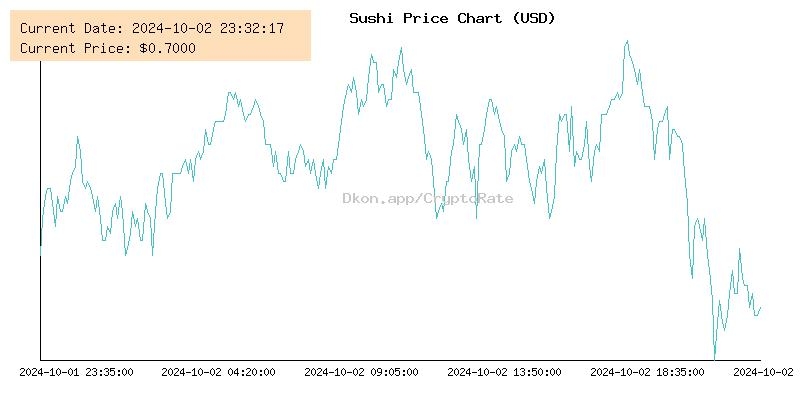 Sushi Price Chart (USD)
Current Date: 2024-10-02 23:32:17
Current Price: $0.7000
Dkon.app/CryptoRate
2024-10-01 23:35:00 2024-10-02 04:20:00 2024-10-02 09:05:00 2024-10-02 13:50:00 2024-10-02 18:35:00 2024-10-02